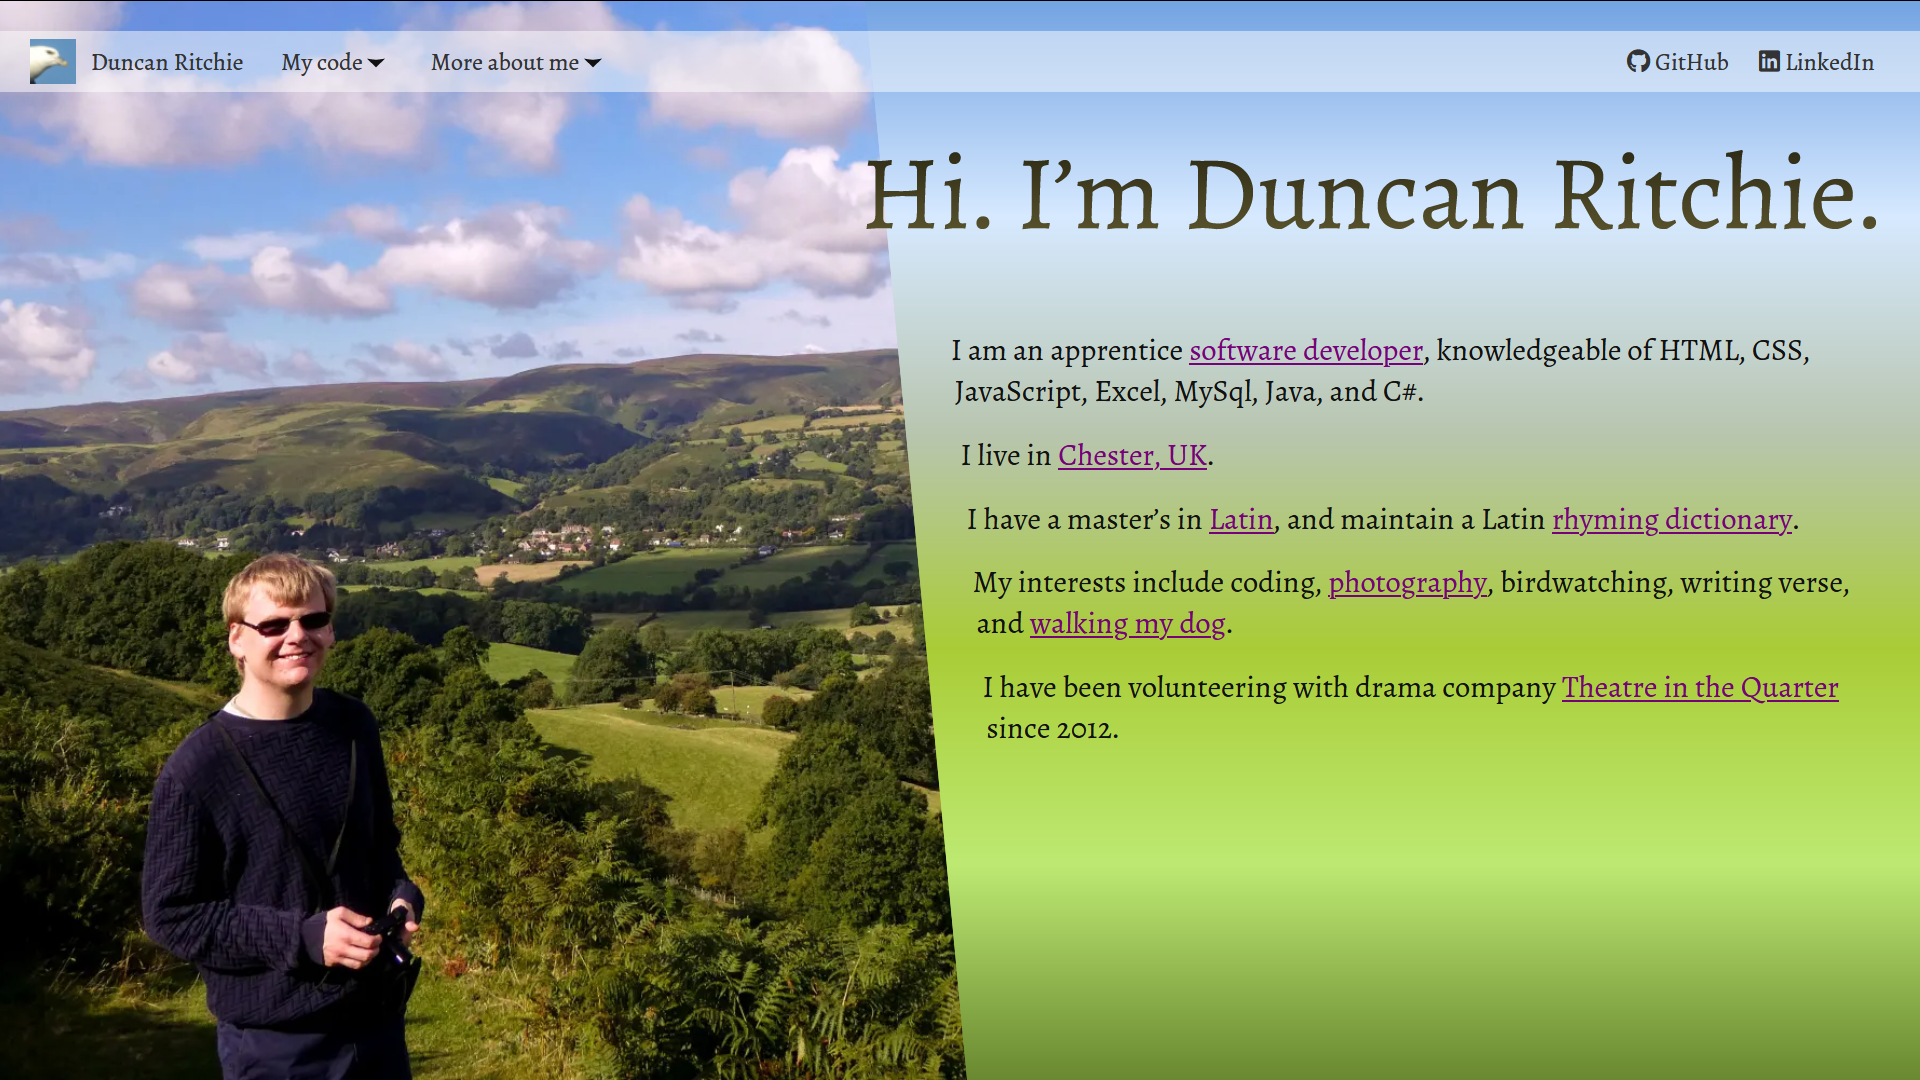 Duncan Ritchie My code More about me GitHub LinkedIn
Hi. I’m Duncan Ritchie.
I am an apprentice software developer, knowledgeable of HTML, CSS,
JavaScript, Excel, MySql, Java, and C#.
I live in Chester, UK.
I have a master’s in Latin, and maintain a Latin rhyming dictionary.
My interests include coding, photography, birdwatching, writing verse,
and walking my dog.
I have been volunteering with drama company Theatre in the Quarter
since 2012.